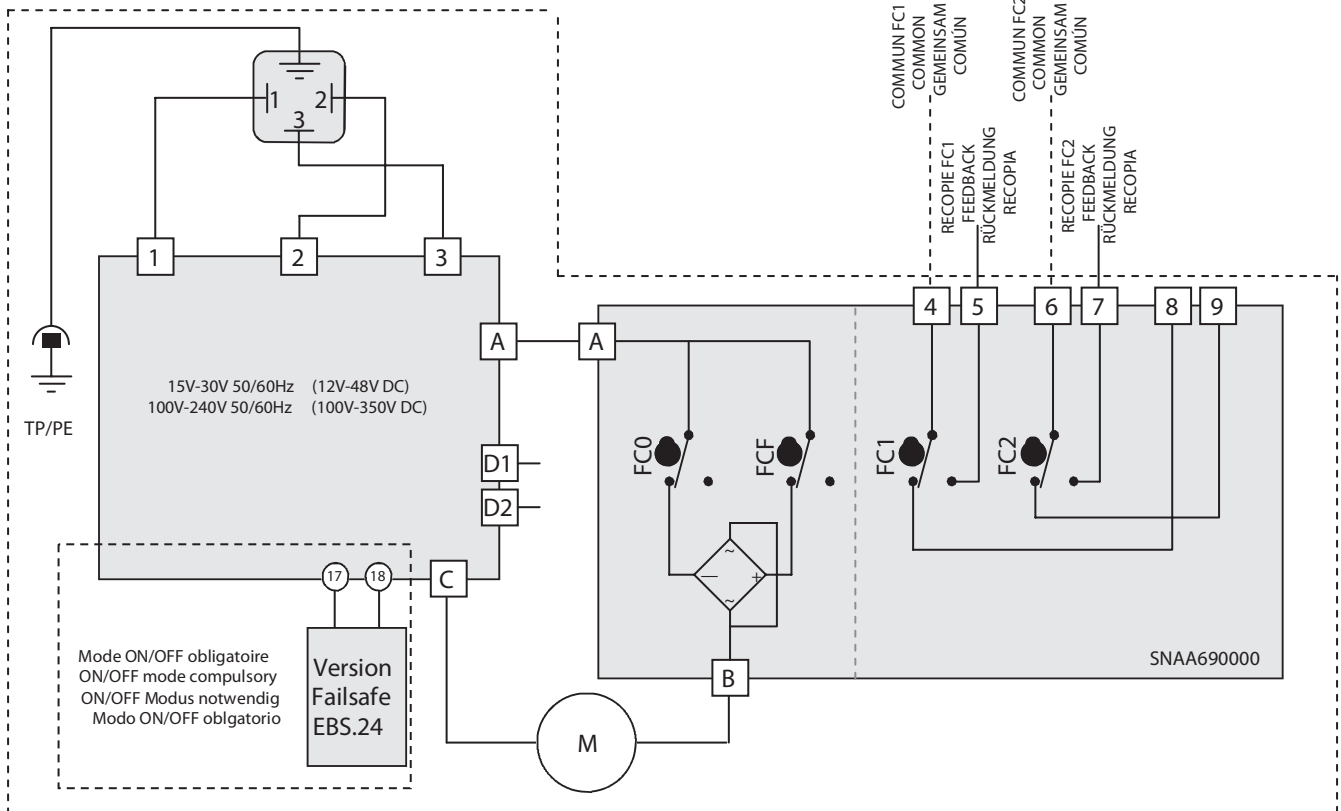 COMMUN FC1
COMMON
GEMEINSAM
COMÚN
COMMUN FC2
COMMON
GEMEINSAM
COMÚN
RECOPIE FC1
FEEDBACK
RÜCKMELDUNG
RECOPIA
RECOPIE FC2
FEEDBACK
RÜCKMELDUNG
RECOPIA
1 2
3
1 2 3
4 5 6 7 8 9
A A
15V-30V 50/60Hz (12V-48V DC)
100V-240V 50/60Hz (100V-350V DC)
TP/PE
FC0 FCF FC1 FC2
D1
D2
~
– +
~
17 18
C
Mode ON/OFF obligatoire
ON/OFF mode compulsory
ON/OFF Modus notwendig
Modo ON/OFF oblgatorio
Version
Failsafe
EBS.24
SNAA690000
B
M